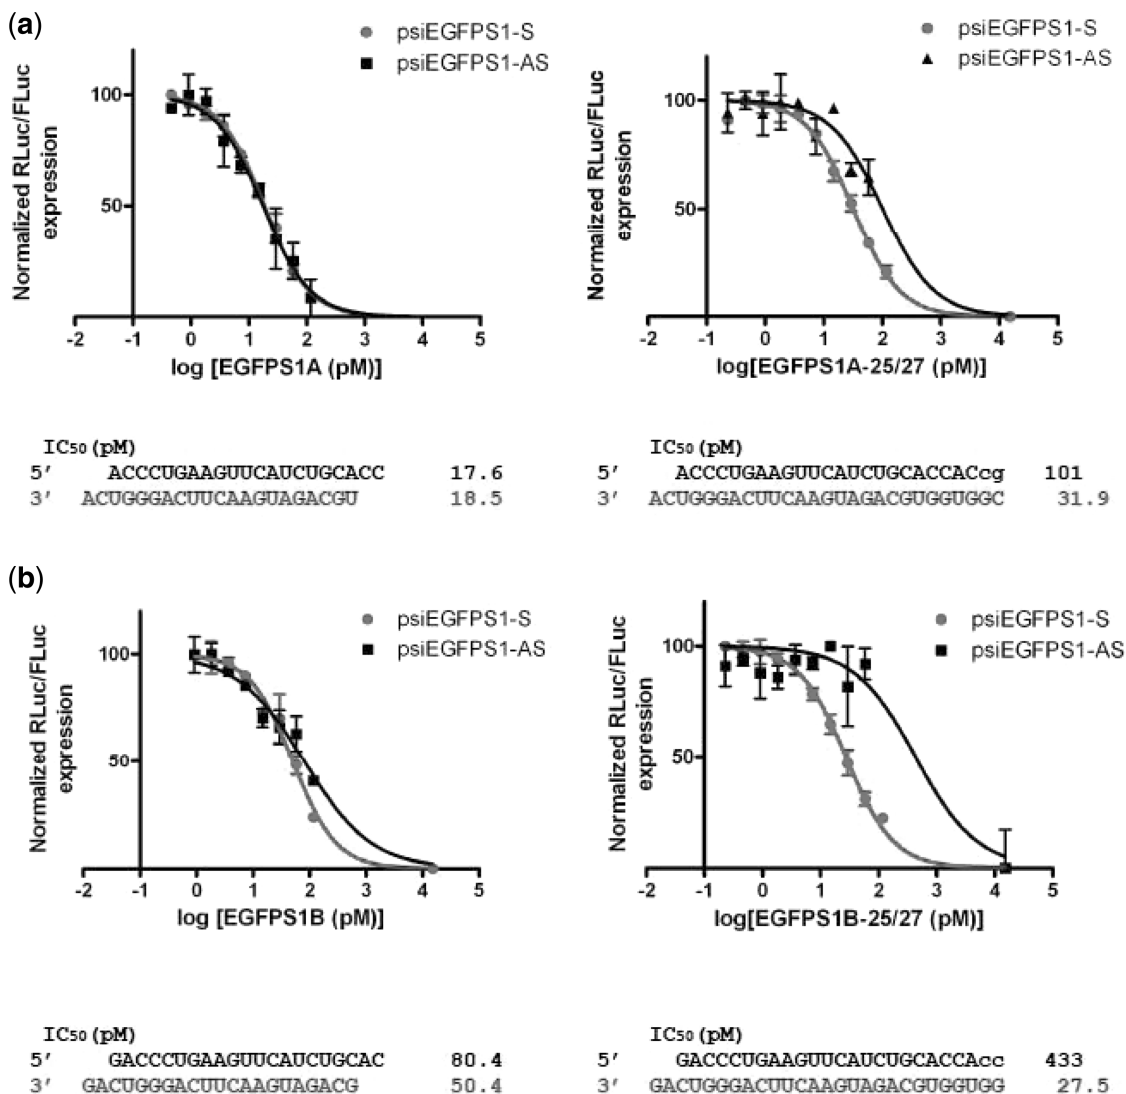 (a)
psiEGFPS1-S
psiEGFPS1-AS
Normalized RLuc/FLuc
expression
100
50
-2 -1 0 1 2 3 4 5
log [EGFPS1A (pM)]
psiEGFPS1-S
psiEGFPS1-AS
Normalized RLuc/FLuc
expression
100
50
-2 -1 0 1 2 3 4 5
log[EGFPS1A-25/27 (pM)]
IC50 (pM)
5′ ACCCUGAAGUUCAUCUGCACC 17.6
3′ ACUGGGACUUCAAGUAGACGU 18.5
IC50 (pM)
5′ ACCCUGAAGUUCAUCUGCACCACcg 101
3′ ACUGGGACUUCAAGUAGACGUGGUGGC 31.9
(b)
psiEGFPS1-S
psiEGFPS1-AS
Normalized RLuc/FLuc
expression
100
50
-2 -1 0 1 2 3 4 5
log [EGFPS1B (pM)]
psiEGFPS1-S
psiEGFPS1-AS
Normalized RLuc/FLuc
expression
100
50
-2 -1 0 1 2 3 4 5
log[EGFPS1B-25/27 (pM)]
IC50 (pM)
5′ GACCCUGAAGUUCAUCUGCAC 80.4
3′ GACUGGGACUUCAAGUAGACG 50.4
IC50 (pM)
5′ GACCCUGAAGUUCAUCUGCACCAcc 433
3′ GACUGGGACUUCAAGUAGACGUGGUGG 27.5